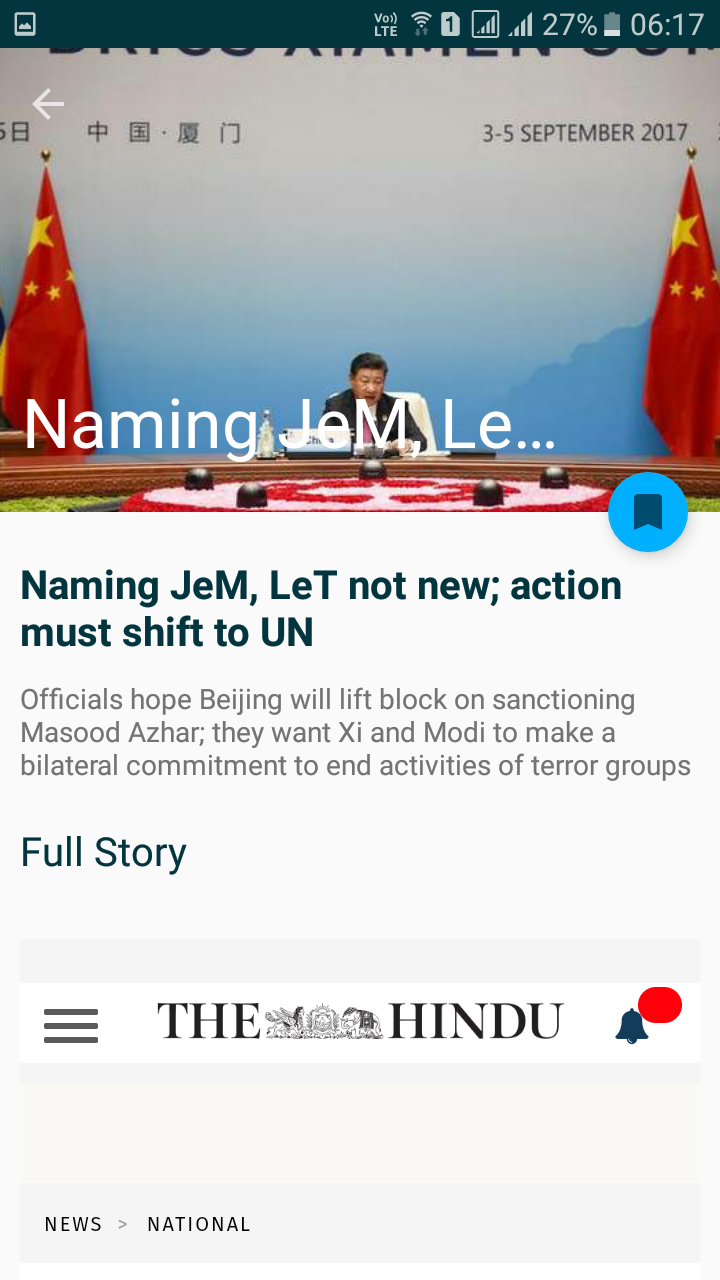 Vo))
LTE
1
27%
06:17
BRICS XIAMEN SUM
5日 中国·厦门
3-5 SEPTEMBER 2017
Naming JeM, Le...
Naming JeM, LeT not new; action
must shift to UN
Officials hope Beijing will lift block on sanctioning
Masood Azhar; they want Xi and Modi to make a
bilateral commitment to end activities of terror groups
Full Story
THE HINDU
NEWS > NATIONAL